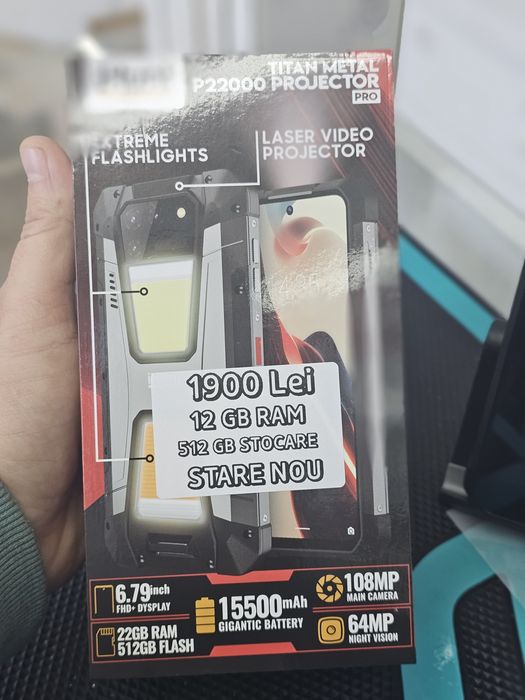 TITAN METAL
P22000 PROJECTOR
PRO
EXTREME
FLASHLIGHTS
LASER VIDEO
PROJECTOR
1900 Lei
12 GB RAM
512 GB STOCARE
STARE NOU
6.79inch
FHD+ DYSPLAY
15500mAh
GIGANTIC BATTERY
108MP
MAIN CAMERA
22GB RAM
512GB FLASH
64MP
NIGHT VISION